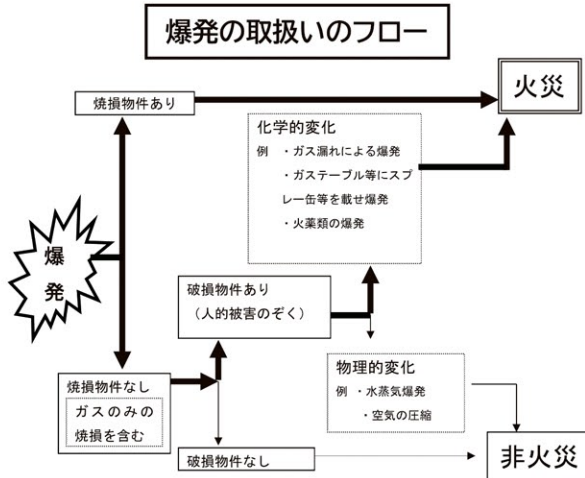 爆発の取扱いのフロー
焼損物件あり
火災
化学的変化
例　・ガス漏れによる爆発
・ガステーブル等にスプ
レー缶等を載せ爆発
・火薬類の爆発
爆
発
破損物件あり
（人的被害のぞく）
焼損物件なし
ガスのみの
焼損を含む
物理的変化
例　・水蒸気爆発
・空気の圧縮
破損物件なし
非火災